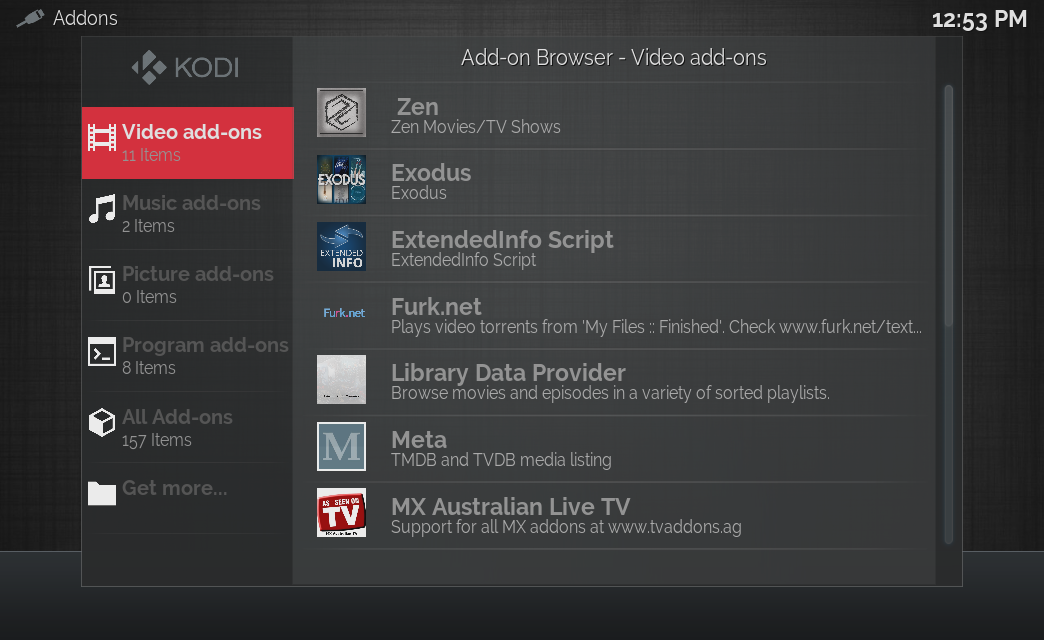 Addons
12:53 PM
KODI
Add-on Browser - Video add-ons
Video add-ons
11 Items
Music add-ons
2 Items
Picture add-ons
0 Items
Program add-ons
8 Items
All Add-ons
157 Items
Get more...
Zen
Zen Movies/TV Shows
EXODUS
Exodus
Exodus
EXTENDED
INFO
ExtendedInfo Script
ExtendedInfo Script
Furk.net
Furk.net
Plays video torrents from 'My Files :: Finished'. Check www.furk.net/text...
Library Data Provider
Browse movies and episodes in a variety of sorted playlists.
M
Meta
TMDB and TVDB media listing
AS SEEN ON
TV
MX Australian TV
MX Australian Live TV
Support for all MX addons at www.tvaddons.ag